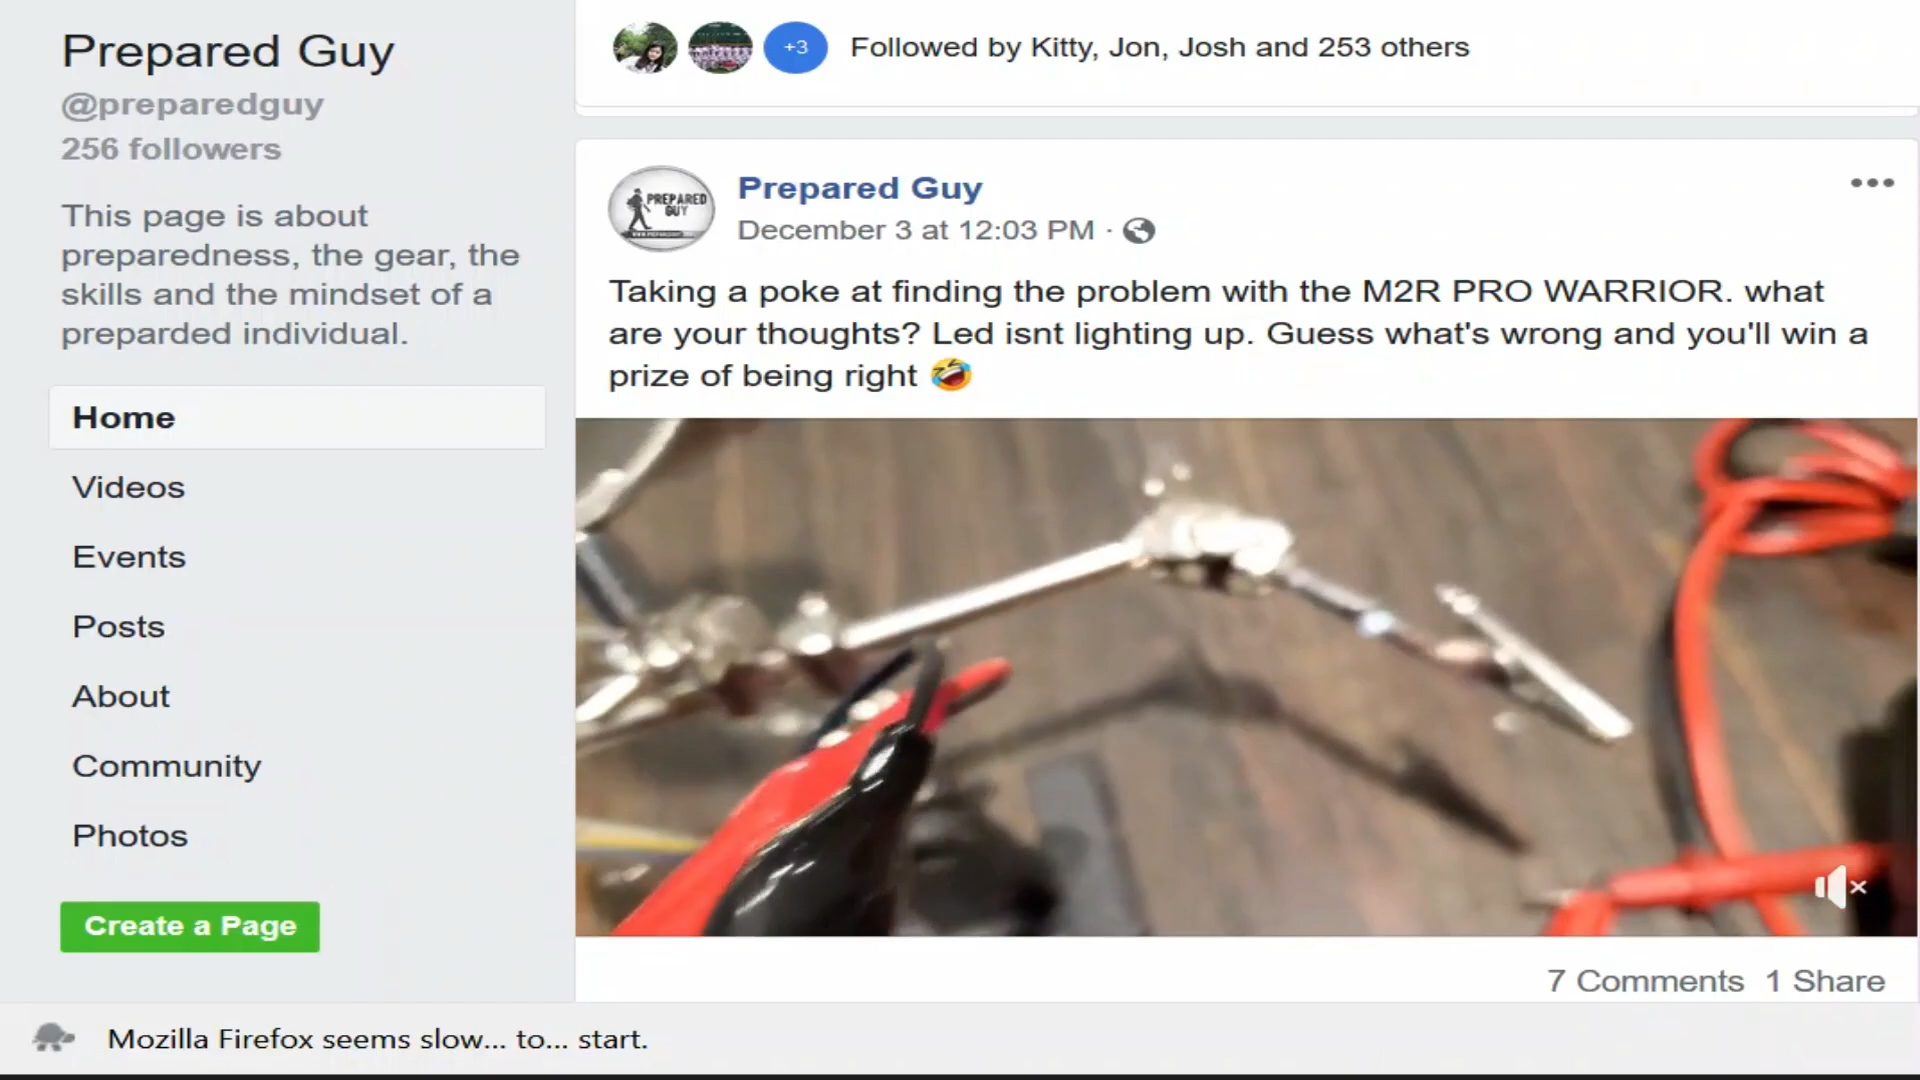 Prepared Guy
@preparedguy
256 followers
This page is about
preparedness, the gear, the
skills and the mindset of a
preparded individual.
Home
Videos
Events
Posts
About
Community
Photos
Create a Page
+3
Followed by Kitty, Jon, Josh and 253 others
PREPARED
GUY
Prepared Guy
December 3 at 12:03 PM ·
Taking a poke at finding the problem with the M2R PRO WARRIOR. what
are your thoughts? Led isnt lighting up. Guess what's wrong and you'll win a
prize of being right 🤣
7 Comments 1 Share
Mozilla Firefox seems slow... to... start.